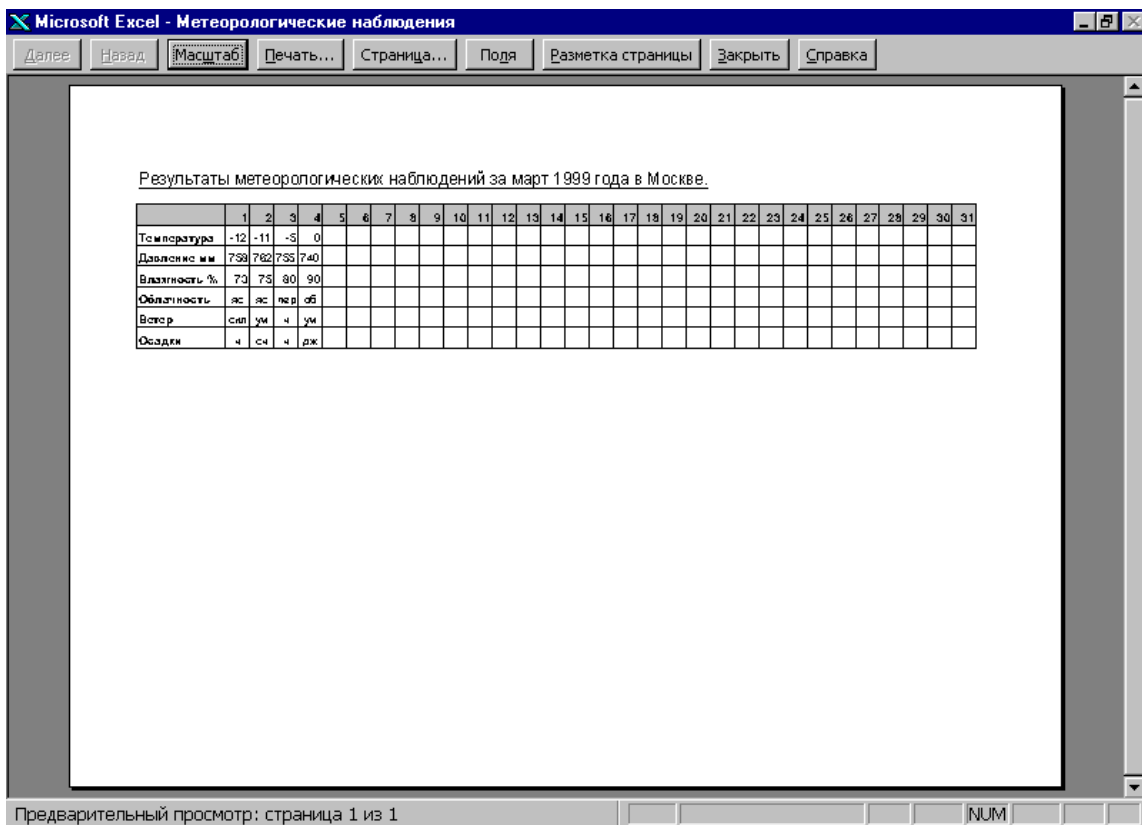 Microsoft Excel - Метеорологические наблюдения
Далее Назад Масштаб Печать... Страница... Поля Разметка страницы Закрыть Справка
Результаты метеорологических наблюдений за март 1999 года в Москве.
1 2 3 4 5 6 7 8 9 10 11 12 13 14 15 16 17 18 19 20 21 22 23 24 25 26 27 28 29 30 31
Температура -12 -11 -5 0
Давление мм 762 755 740
Влажность % 75 80 90
Облачность яс яс пер об
Ветер сил ум ч ум
Осадки ч сч ч дж
Предварительный просмотр: страница 1 из 1 NUM